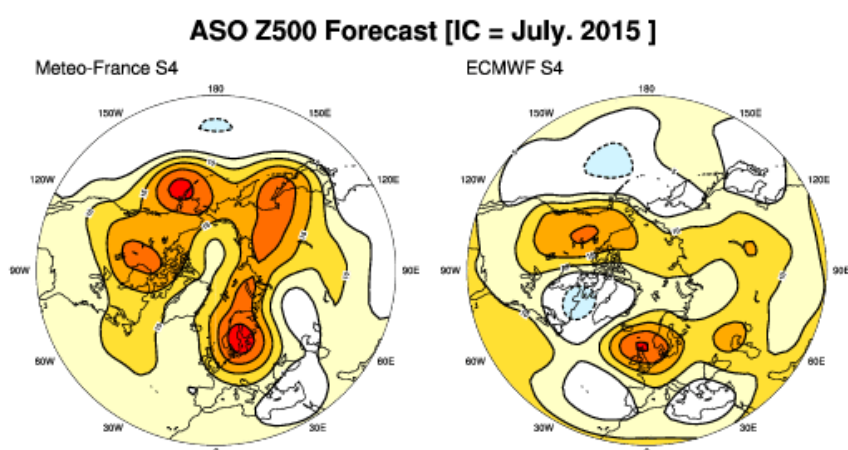 ASO Z500 Forecast [IC = July. 2015 ]
Meteo-France S4
ECMWF S4
180
180
150W
150E
150W
150E
120W
120E
120W
120E
90W
90E
90W
90E
60W
60E
60W
60E
30W
30E
30W
30E